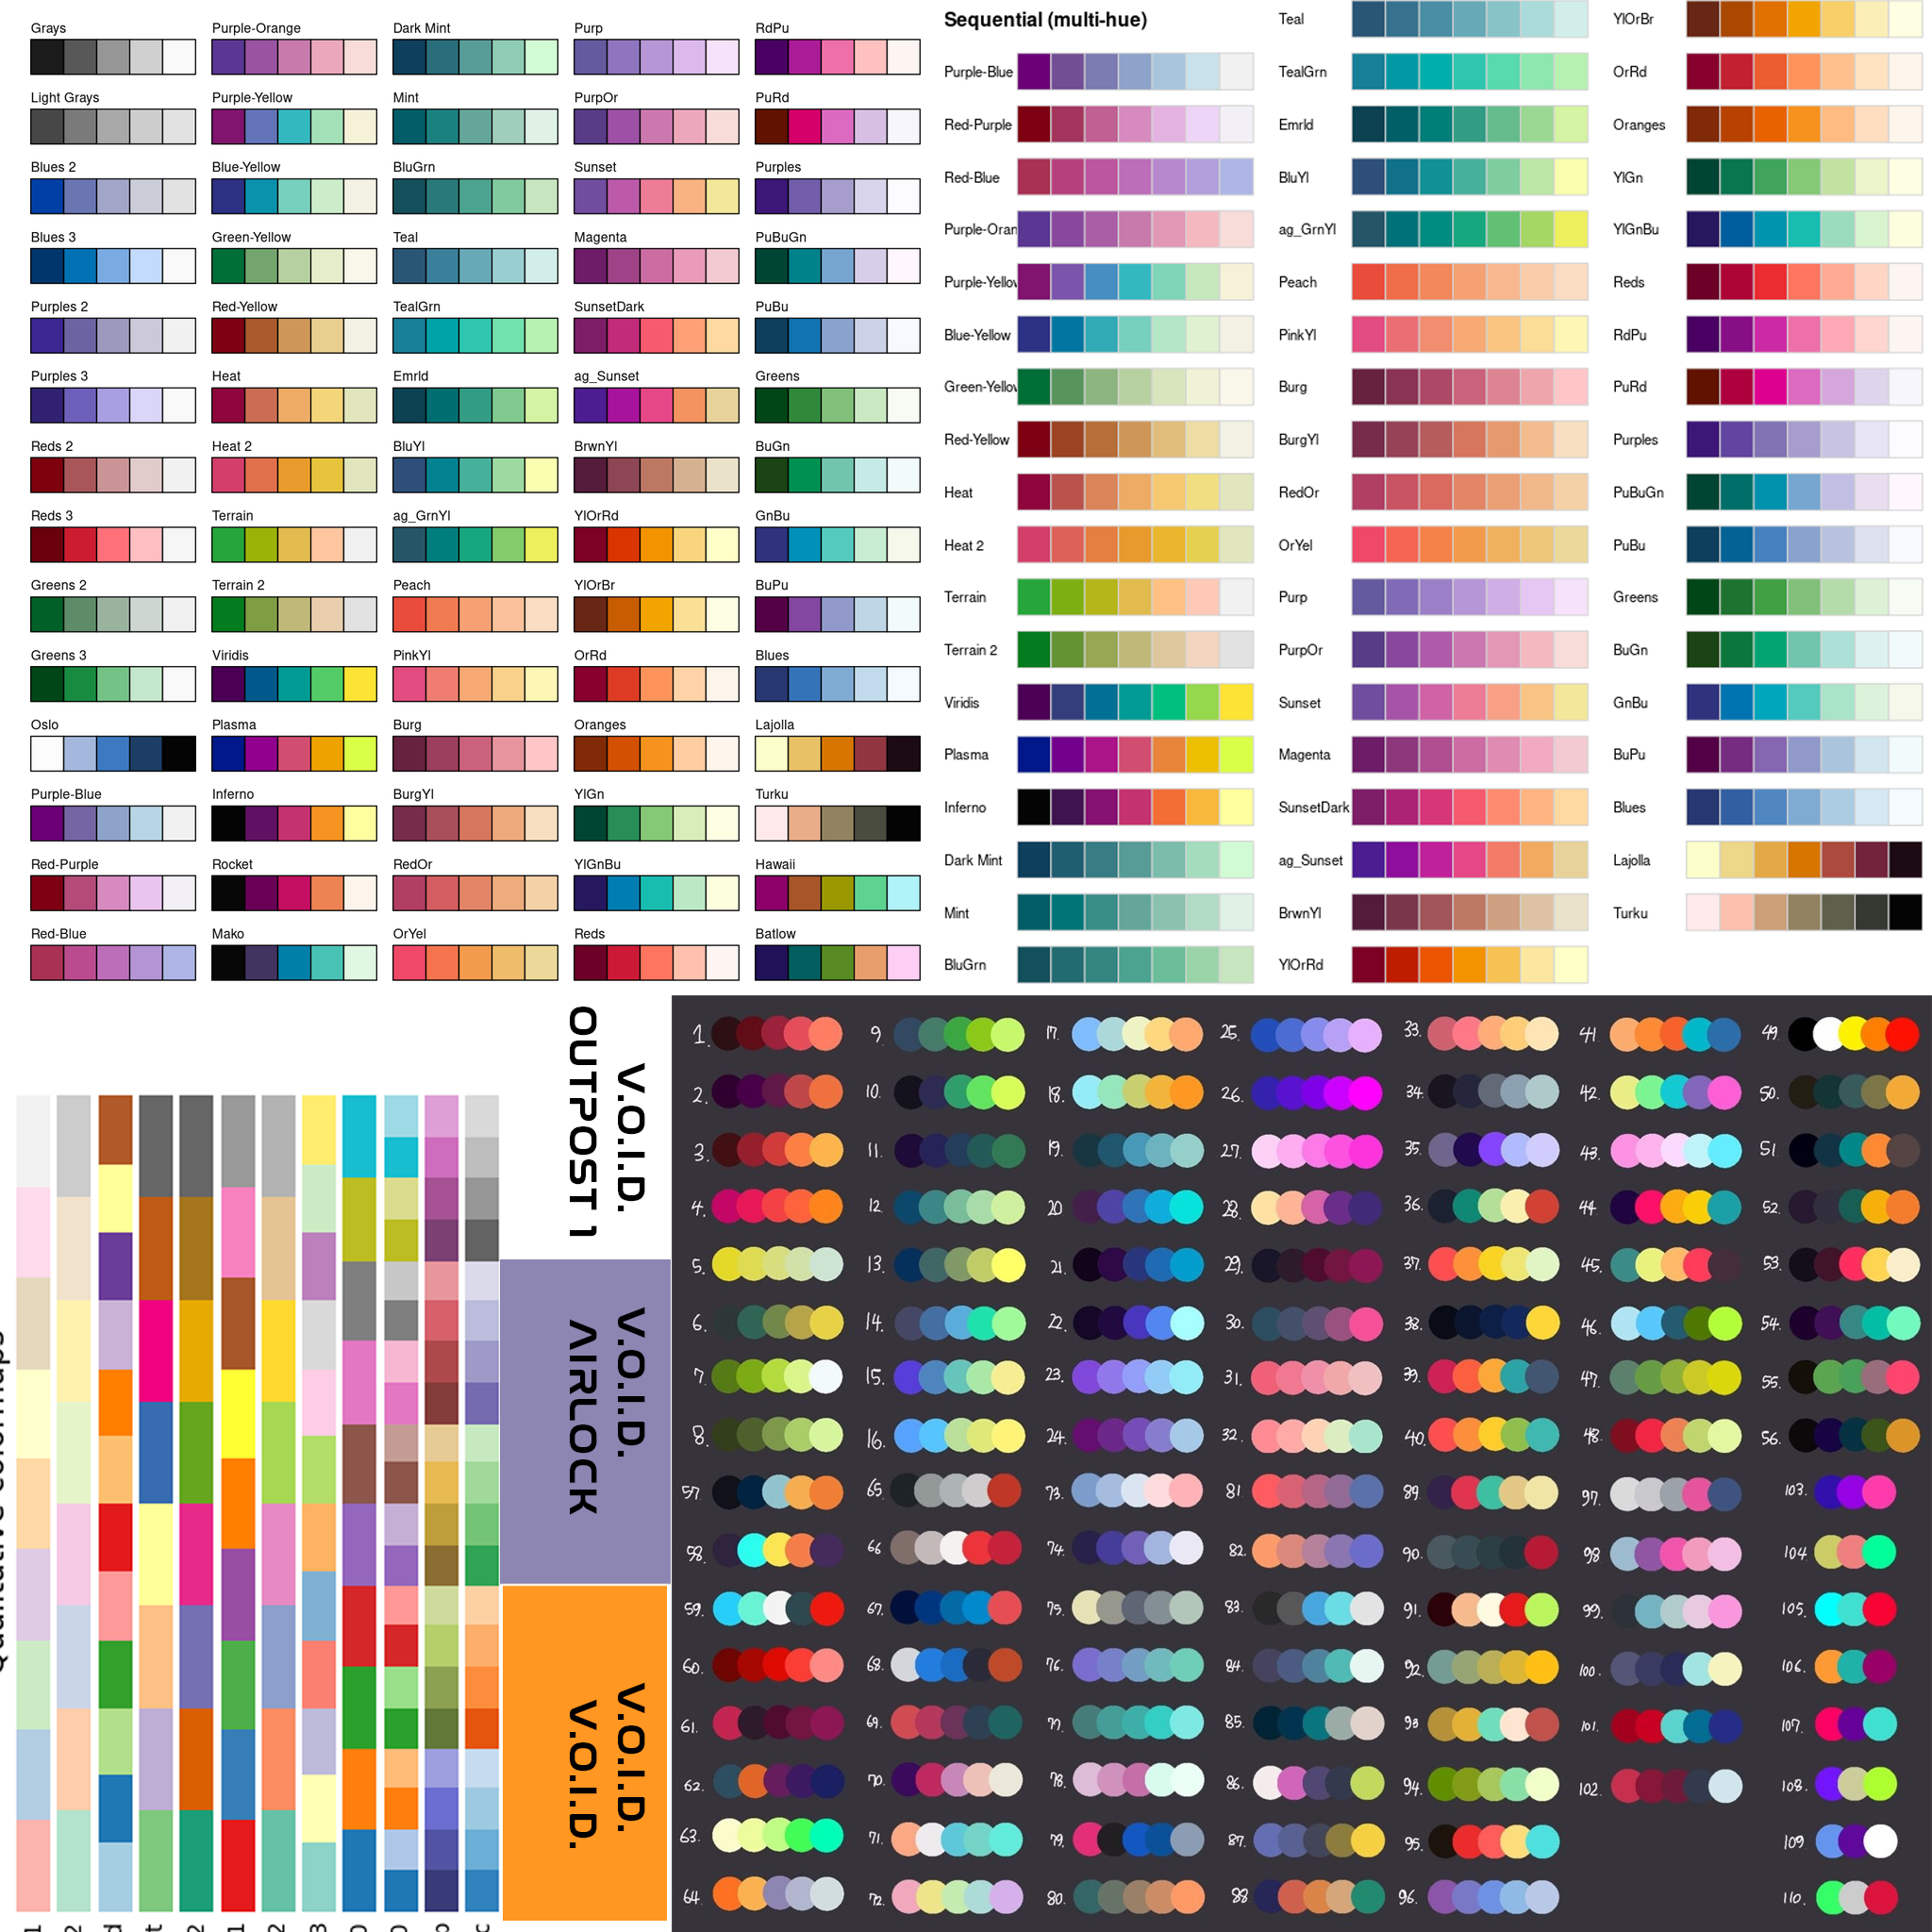 Grays
Purple-Orange
Dark Mint
Purp
RdPu
Light Grays
Purple-Yellow
Mint
PurpOr
PuRd
Blues 2
Blue-Yellow
BluGrn
Sunset
Purples
Blues 3
Green-Yellow
Teal
Magenta
PuBuGn
Purples 2
Red-Yellow
TealGrn
SunsetDark
PuBu
Purples 3
Heat
Emrld
ag_Sunset
Greens
Reds 2
Heat 2
BluYl
BrwnYl
BuGn
Reds 3
Terrain
ag_GrnYl
YlOrRd
GnBu
Greens 2
Terrain 2
Peach
YlOrBr
BuPu
Greens 3
Viridis
PinkYl
OrRd
Blues
Oslo
Plasma
Burg
Oranges
Lajolla
Purple-Blue
Inferno
BurgYl
YlGn
Turku
Red-Purple
Rocket
RedOr
YlGnBu
Hawaii
Red-Blue
Mako
OrYel
Reds
Batlow
Sequential (multi-hue)
Purple-Blue
Red-Purple
Red-Blue
Purple-Oran
Purple-Yellov
Blue-Yellow
Green-Yellov
Red-Yellow
Heat
Heat 2
Terrain
Terrain 2
Viridis
Plasma
Inferno
Dark Mint
Mint
BluGrn
Teal
TealGrn
Emrld
BluYl
ag_GrnYl
Peach
PinkYl
Burg
BurgYl
RedOr
OrYel
Purp
PurpOr
Sunset
Magenta
SunsetDark
ag_Sunset
BrwnYl
YlOrRd
YlOrBr
OrRd
Oranges
YlGn
YlGnBu
Reds
RdPu
PuRd
Purples
PuBuGn
PuBu
Greens
BuGn
GnBu
BuPu
Blues
Lajolla
Turku
V.O.I.D.
OUTPOST 1
V.O.I.D.
AIRLOCK
V.O.I.D.
V.O.I.D.
1.
2.
3.
4.
5.
6.
7.
8.
9.
10.
11.
12.
13.
14.
15.
16.
17.
18.
19.
20
21.
22.
23.
24.
25.
26.
27.
28.
29.
30.
31.
32.
33.
34.
35.
36.
37.
38.
39.
40.
41.
42.
43.
44.
45.
46.
47.
48.
49.
50.
51.
52.
53.
54.
55.
56.
57.
58.
59.
60.
61.
62.
63.
64.
65.
66
67.
68.
69.
70.
71.
72.
73.
74.
75.
76.
77.
78.
79.
80.
81
82.
83.
84.
85.
86.
87.
88
89.
90.
91.
92.
93
94.
95.
96.
97.
98
99.
100.
101.
102.
103.
104
105.
106.
107.
108.
109
110.